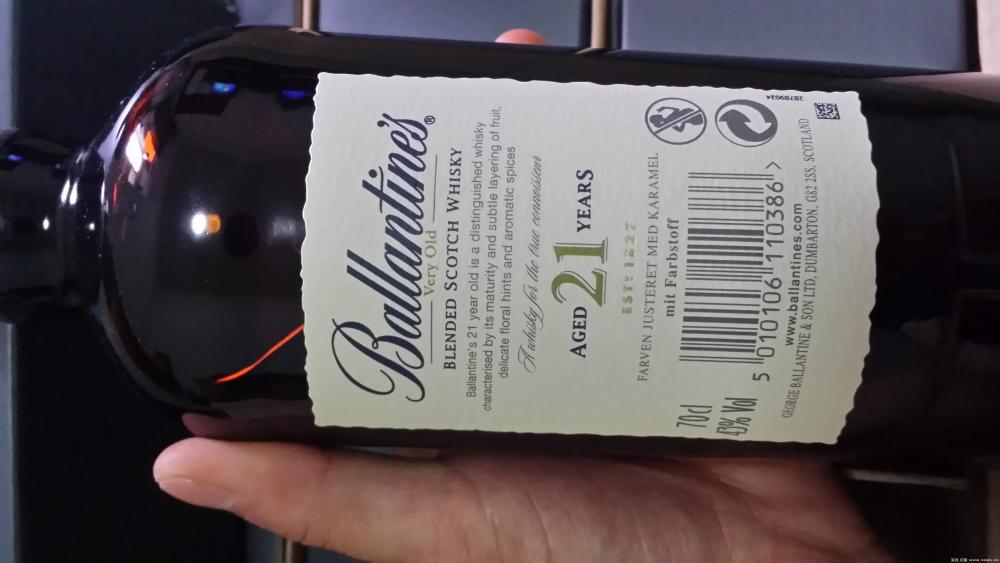 Ballantine's®
Very Old
BLENDED SCOTCH WHISKY
Ballantine's 21 year old is a distinguished whisky
characterised by its maturity and subtle layering of fruit,
delicate floral hints and aromatic spices
A whisky for the true connoisseur
AGED 21 YEARS
ESTD 1827
FARVEN JUSTERET MED KARAMEL
mit Farbstoff
5 010106 110386 >
70cl
43% Vol
www.ballantines.com
GEORGE BALLANTINE & SON LTD, DUMBARTON, G82 2SS, SCOTLAND